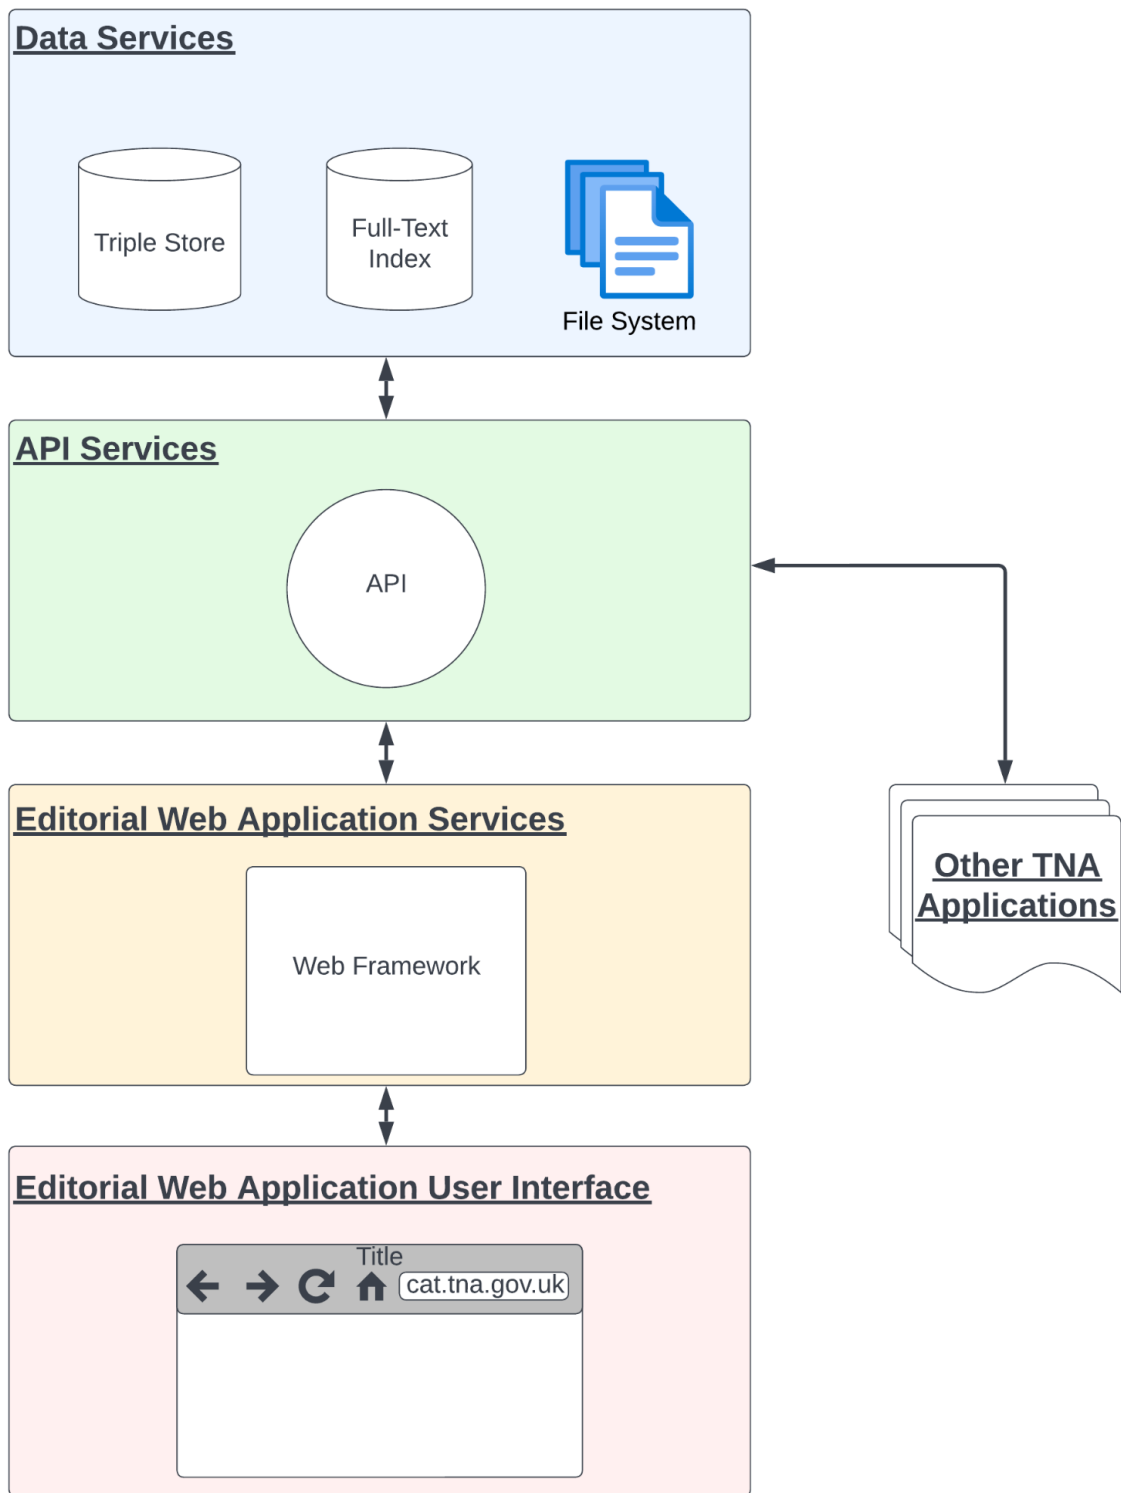 Data Services
Triple Store
Full-Text
Index
File System
API Services
API
Editorial Web Application Services
Web Framework
Other TNA
Applications
Editorial Web Application User Interface
Title
cat.tna.gov.uk